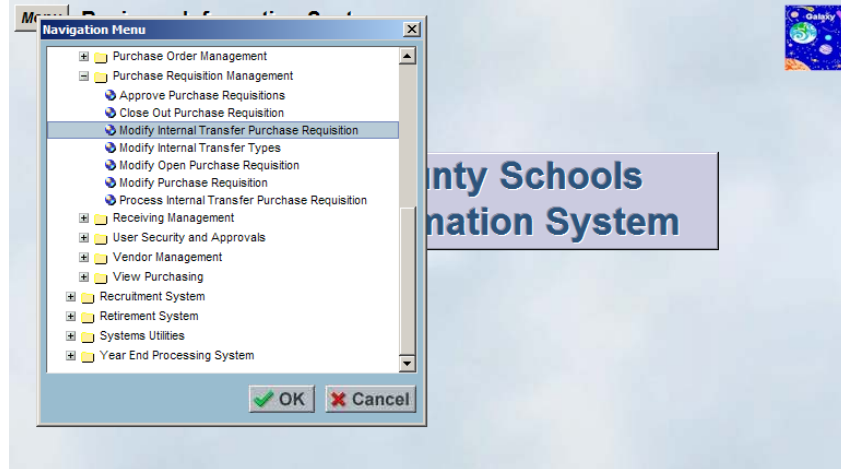 Menu
Navigation Menu
Purchase Order Management
Purchase Requisition Management
Approve Purchase Requisitions
Close Out Purchase Requisition
Modify Internal Transfer Purchase Requisition
Modify Internal Transfer Types
Modify Open Purchase Requisition
Modify Purchase Requisition
Process Internal Transfer Purchase Requisition
Receiving Management
User Security and Approvals
Vendor Management
View Purchasing
Recruitment System
Retirement System
Systems Utilities
Year End Processing System
OK Cancel
Galaxy
unty Schools
mation System